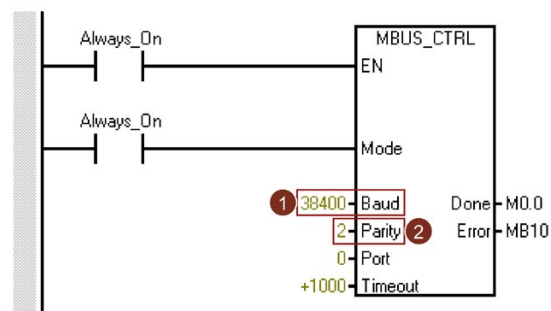 Always_On
MBUS_CTRL
EN
Always_On
Mode
1 38400 Baud Done M0.0
2 Parity 2 Error MB10
0 Port
+1000 Timeout